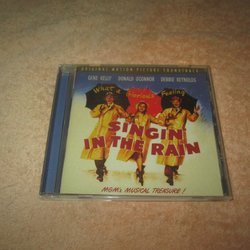 ORIGINAL MOTION PICTURE SOUNDTRACK
GENE KELLY DONALD O'CONNOR DEBBIE REYNOLDS
What a Glorious Feeling
SINGIN'
IN THE RAIN
MGM's MUSICAL TREASURE!